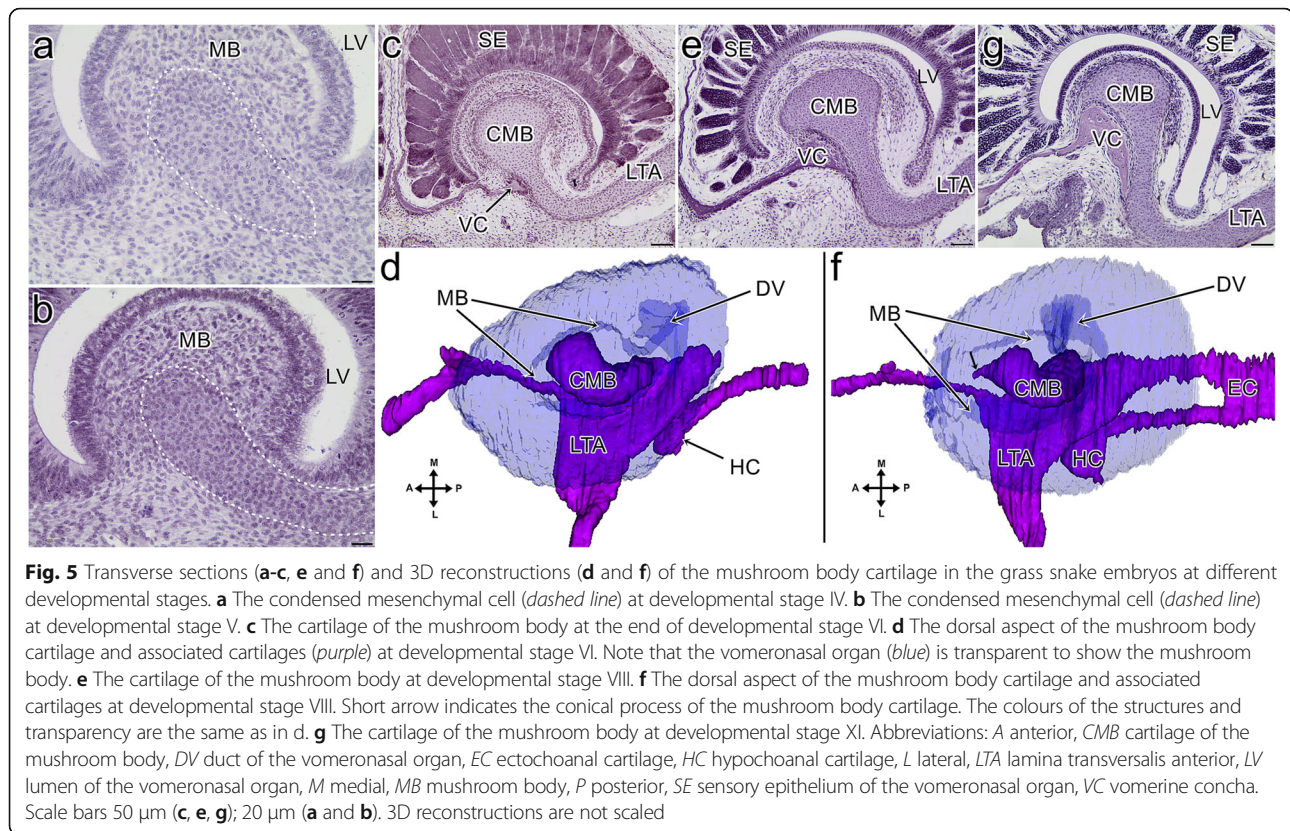 a
MB
LV
c
SE
CMB
VC
LTA
e
SE
LV
CMB
VC
LTA
g
SE
CMB
LV
VC
LTA
b
MB
LV
d
MB
DV
CMB
LTA
HC
M
A
P
L
f
MB
DV
CMB
EC
LTA
HC
M
A
P
L
Fig. 5 Transverse sections (a-c, e and f) and 3D reconstructions (d and f) of the mushroom body cartilage in the grass snake embryos at different
developmental stages. a The condensed mesenchymal cell (dashed line) at developmental stage IV. b The condensed mesenchymal cell (dashed line)
at developmental stage V. c The cartilage of the mushroom body at the end of developmental stage VI. d The dorsal aspect of the mushroom body
cartilage and associated cartilages (purple) at developmental stage VI. Note that the vomeronasal organ (blue) is transparent to show the mushroom
body. e The cartilage of the mushroom body at developmental stage VIII. f The dorsal aspect of the mushroom body cartilage and associated
cartilages at developmental stage VIII. Short arrow indicates the conical process of the mushroom body cartilage. The colours of the structures and
transparency are the same as in d. g The cartilage of the mushroom body at developmental stage XI. Abbreviations: A anterior, CMB cartilage of the
mushroom body, DV duct of the vomeronasal organ, EC ectochoanal cartilage, HC hypochoanal cartilage, L lateral, LTA lamina transversalis anterior, LV
lumen of the vomeronasal organ, M medial, MB mushroom body, P posterior, SE sensory epithelium of the vomeronasal organ, VC vomerine concha.
Scale bars 50 μm (c, e, g); 20 μm (a and b). 3D reconstructions are not scaled